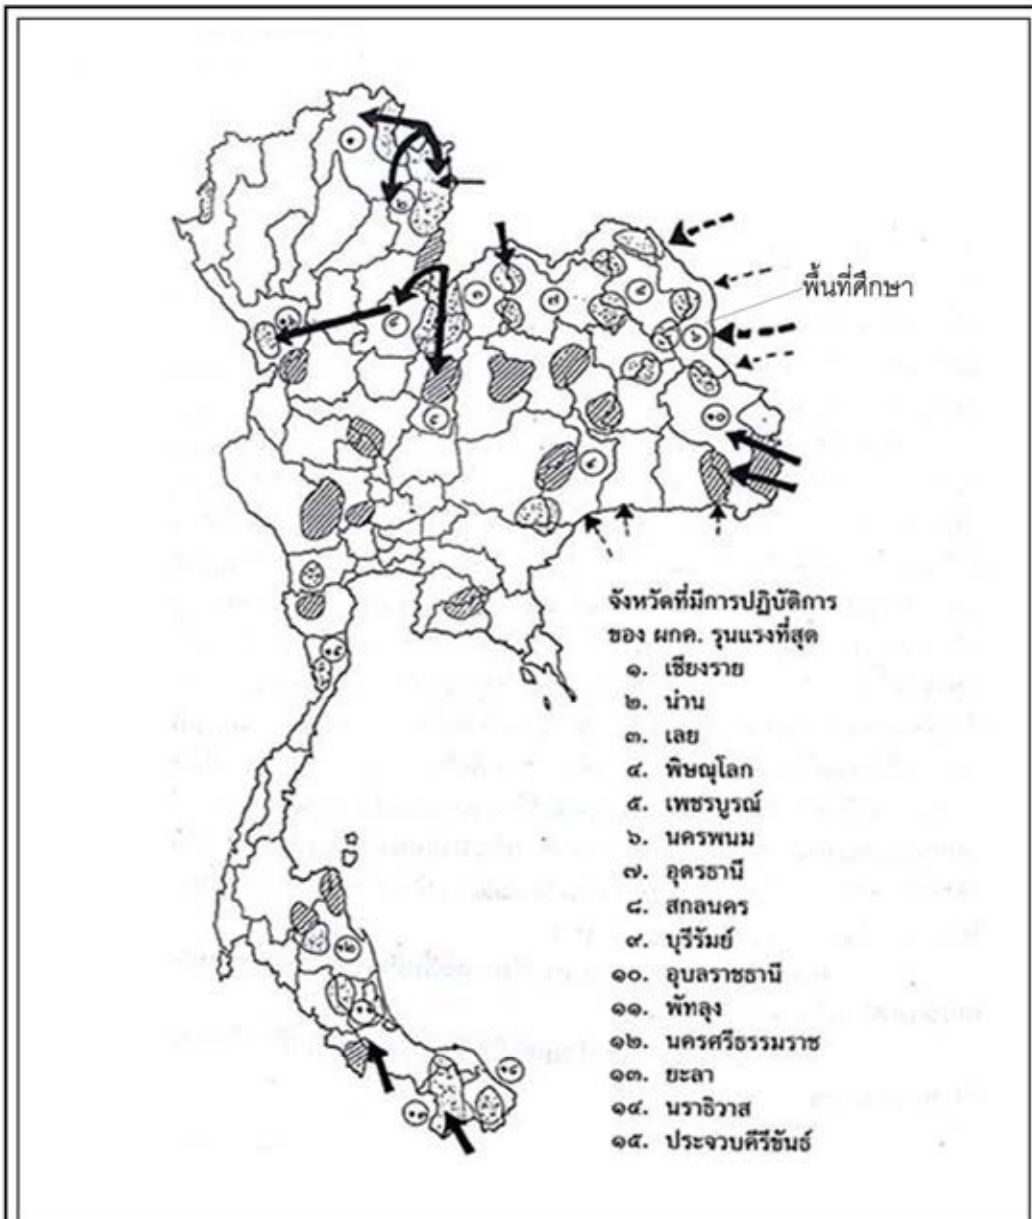 พื้นที่ศึกษา
จังหวัดที่มีการปฏิบัติการ
ของ ผกค. รุนแรงที่สุด
๑. เชียงราย
๒. น่าน
๓. เลย
๔. พิษณุโลก
๕. เพชรบูรณ์
๖. นครพนม
๗. อุดรธานี
๘. สกลนคร
๙. บุรีรัมย์
๑๐. อุบลราชธานี
๑๑. พัทลุง
๑๒. นครศรีธรรมราช
๑๓. ยะลา
๑๔. นราธิวาส
๑๕. ประจวบคีรีขันธ์